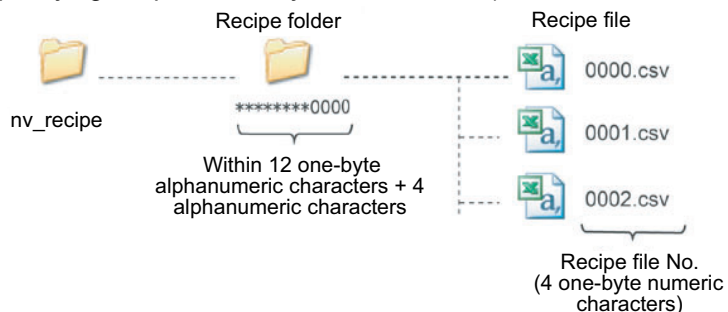 Recipe folder
Recipe file
nv_recipe
********0000
Within 12 one-byte
alphanumeric characters + 4
alphanumeric characters
0000.csv
0001.csv
0002.csv
Recipe file No.
(4 one-byte numeric
characters)